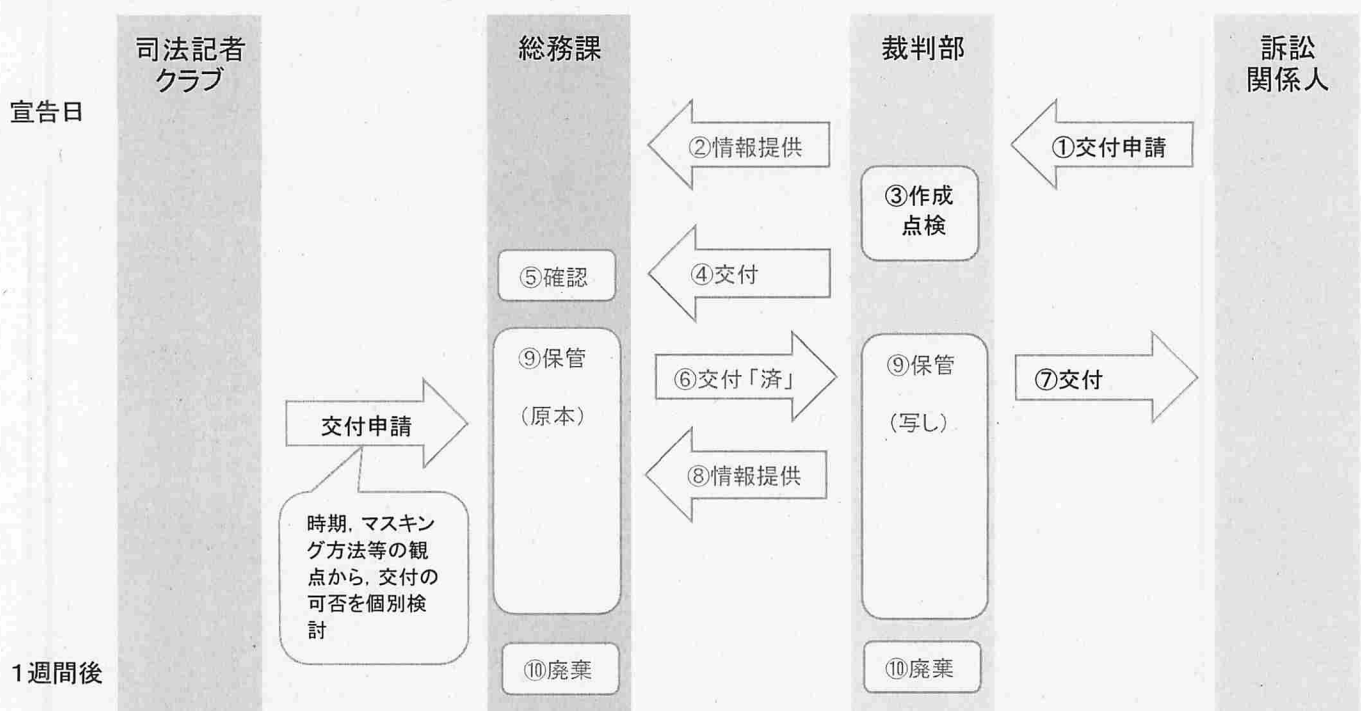 司法記者
クラブ
総務課
裁判部
訴訟
関係人
宣告日
②情報提供
①交付申請
③作成
点検
⑤確認
④交付
⑨保管
(原本)
⑥交付「済」
⑨保管
(写し)
⑦交付
交付申請
⑧情報提供
時期，マスキン
グ方法等の観
点から，交付の
可否を個別検
討
1週間後
⑩廃棄
⑩廃棄